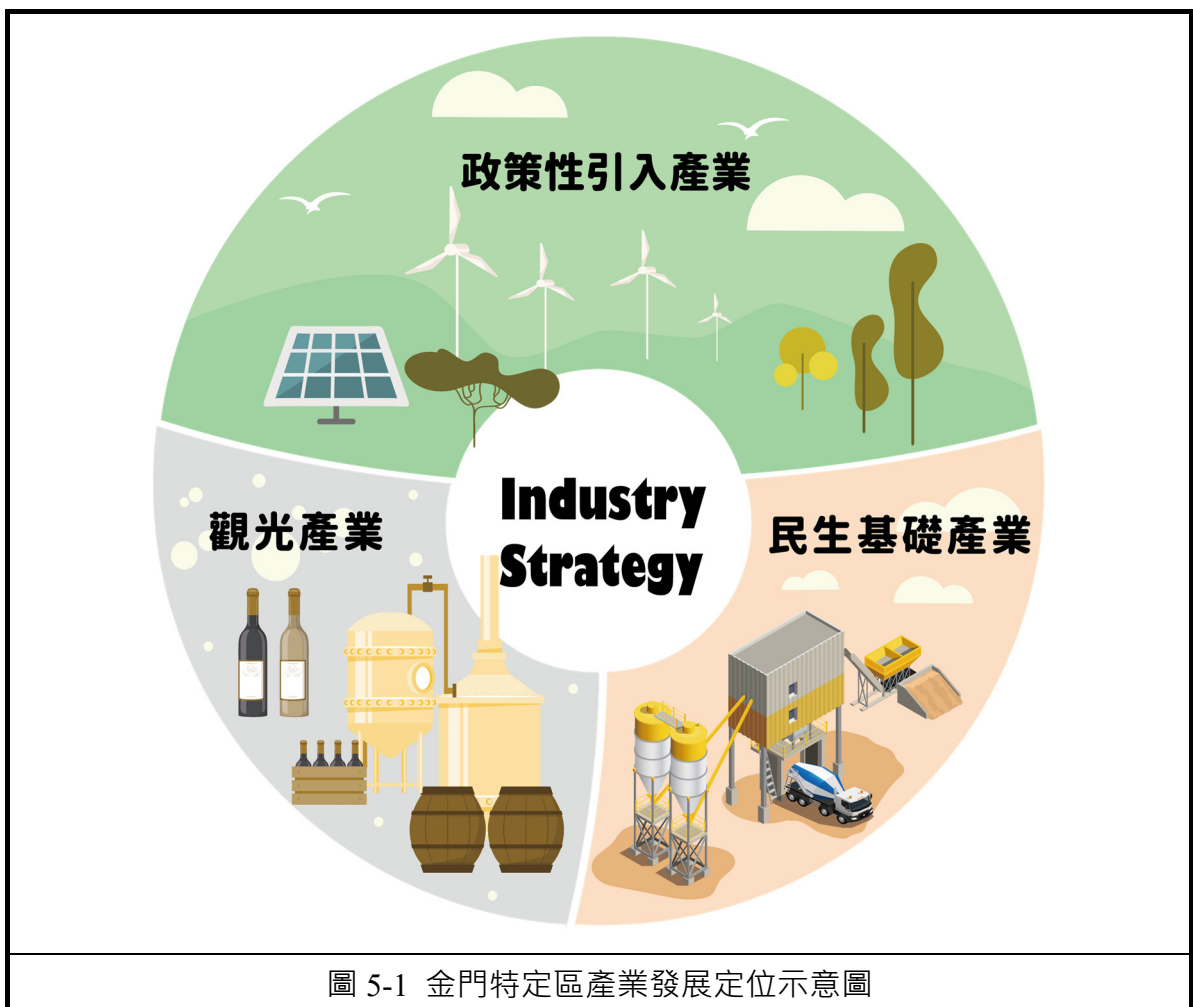 政策性引入產業
Industry
Strategy
觀光產業
民生基礎產業
圖 5-1 金門特定區產業發展定位示意圖